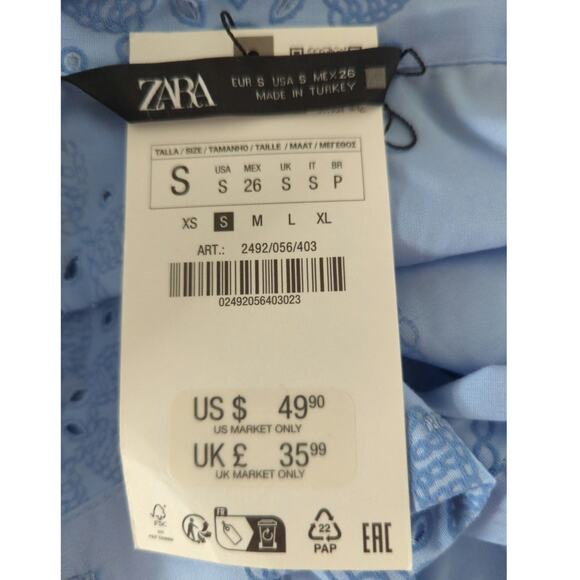 ZARA
EUR S USA S MEX 26
MADE IN TURKEY
TALLA / SIZE / TAMANHO / TAILLE / MAAT / ΜΕΓΕΘΟΣ
S
USA MEX UK IT BR
S 26 S S P
XS S M L XL
ART.: 2492/056/403
02492056403023
US $ 49.90
US MARKET ONLY
UK £ 35.99
UK MARKET ONLY
FSC
FR
22
PAP
EAC